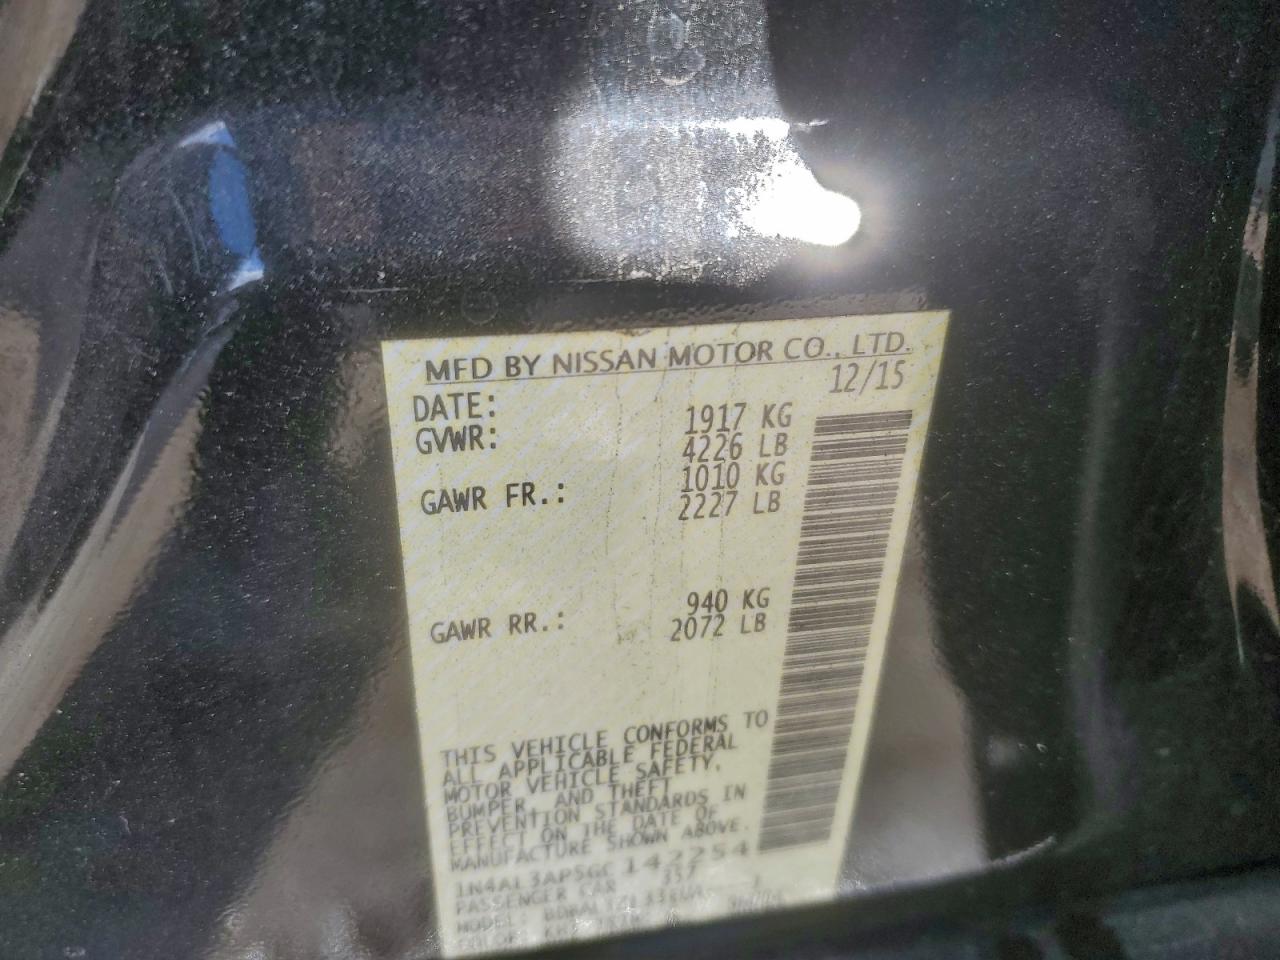 MFD BY NISSAN MOTOR CO., LTD.
DATE: 12/15
GVWR: 1917 KG
4226 LB
GAWR FR.: 1010 KG
2227 LB
GAWR RR.: 940 KG
2072 LB
THIS VEHICLE CONFORMS TO
ALL APPLICABLE FEDERAL
MOTOR VEHICLE SAFETY,
BUMPER, AND THEFT
PREVENTION STANDARDS IN
EFFECT ON THE DATE OF
MANUFACTURE SHOWN ABOVE.
1N4AL3AP5GC142254
PASSENGER CAR 357
MODEL:
COLOR: